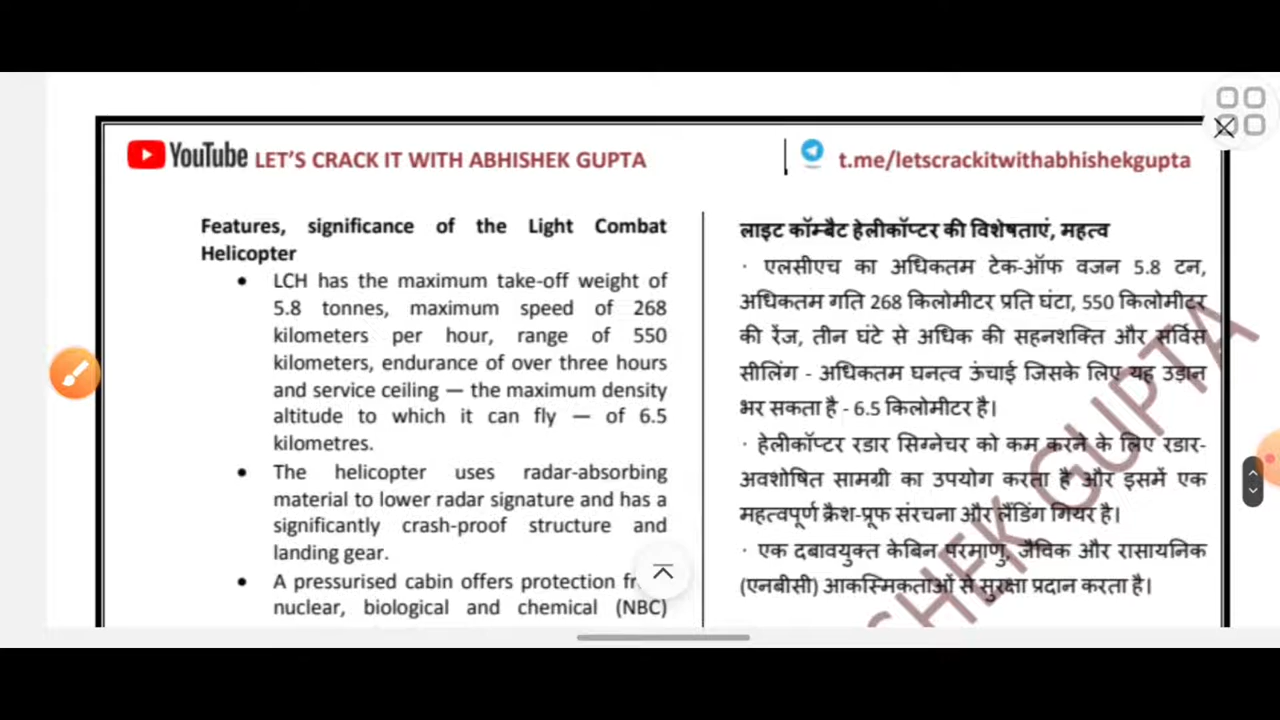 YouTube LET'S CRACK IT WITH ABHISHEK GUPTA
t.me/letscrackitwithabhishekgupta
Features, significance of the Light Combat
Helicopter
• LCH has the maximum take-off weight of
5.8 tonnes, maximum speed of 268
kilometers per hour, range of 550
kilometers, endurance of over three hours
and service ceiling — the maximum density
altitude to which it can fly — of 6.5
kilometres.
• The helicopter uses radar-absorbing
material to lower radar signature and has a
significantly crash-proof structure and
landing gear.
• A pressurised cabin offers protection
nuclear, biological and chemical (NBC)
लाइट कॉम्बैट हेलीकॉप्टर की विशेषताएं, महत्व
· एलसीएच का अधिकतम टेक-ऑफ वजन 5.8 टन,
अधिकतम गति 268 किलोमीटर प्रति घंटा, 550 किलोमीटर
की रेंज, तीन घंटे से अधिक की सहनशक्ति और सर्विस
सीलिंग - अधिकतम घनत्व ऊंचाई जिसके लिए यह उड़ान
भर सकता है - 6.5 किलोमीटर है।
· हेलीकॉप्टर रडार सिग्नेचर को कम करने के लिए रडार-
अवशोषित सामग्री का उपयोग करता है और इसमें एक
महत्वपूर्ण क्रैश-प्रूफ संरचना और लैंडिंग गियर है।
· एक दबावयुक्त केबिन परमाणु, जैविक और रासायनिक
(एनबीसी) आकस्मिकताओं से सुरक्षा प्रदान करता है।
SHEK GUPTA